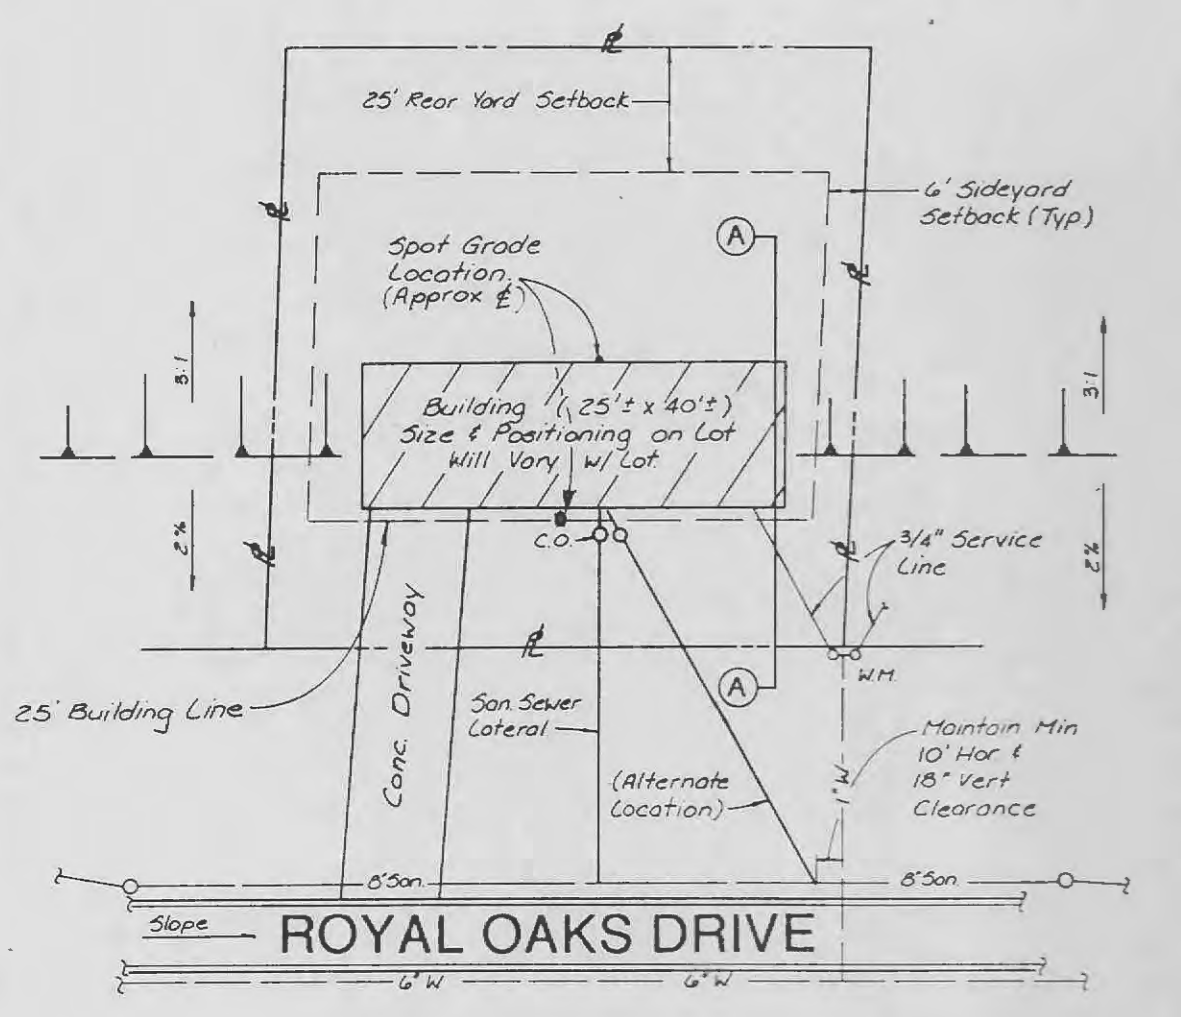 ℄
25' Rear Yard Setback
6' Sideyard
Setback (Typ)
℄
A
Spot Grade
Location
(Approx ℄)
℄
3:1
3:1
Building (25'± x 40'±)
Size & Positioning on Lot
Will Vary w/ Lot
2%
2%
℄
C.O.
℄
3/4" Service
Line
℄
W.M.
A
25' Building Line
Conc. Driveway
San. Sewer
Lateral
Maintain Min
10' Hor &
18" Vert
Clearance
(Alternate
Location)
1" W
8" San.
8" San.
Slope
ROYAL OAKS DRIVE
6" W
6" W